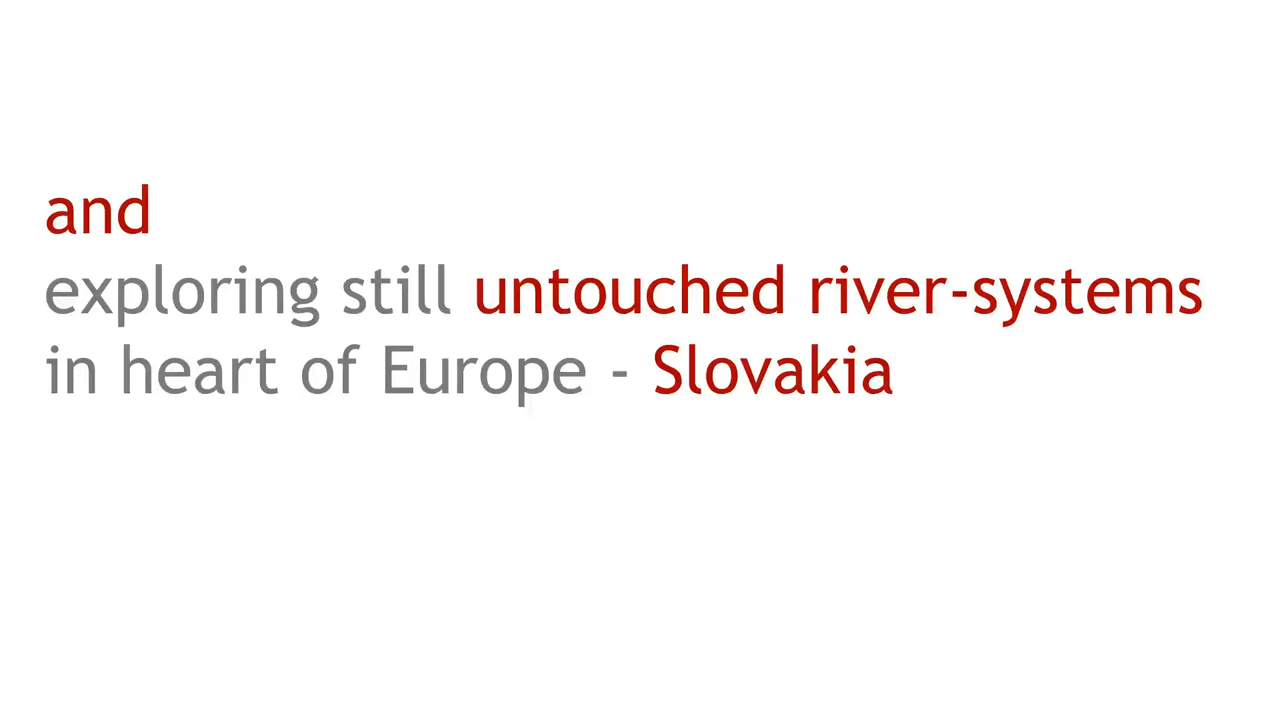 and
exploring still untouched river-systems
in heart of Europe - Slovakia